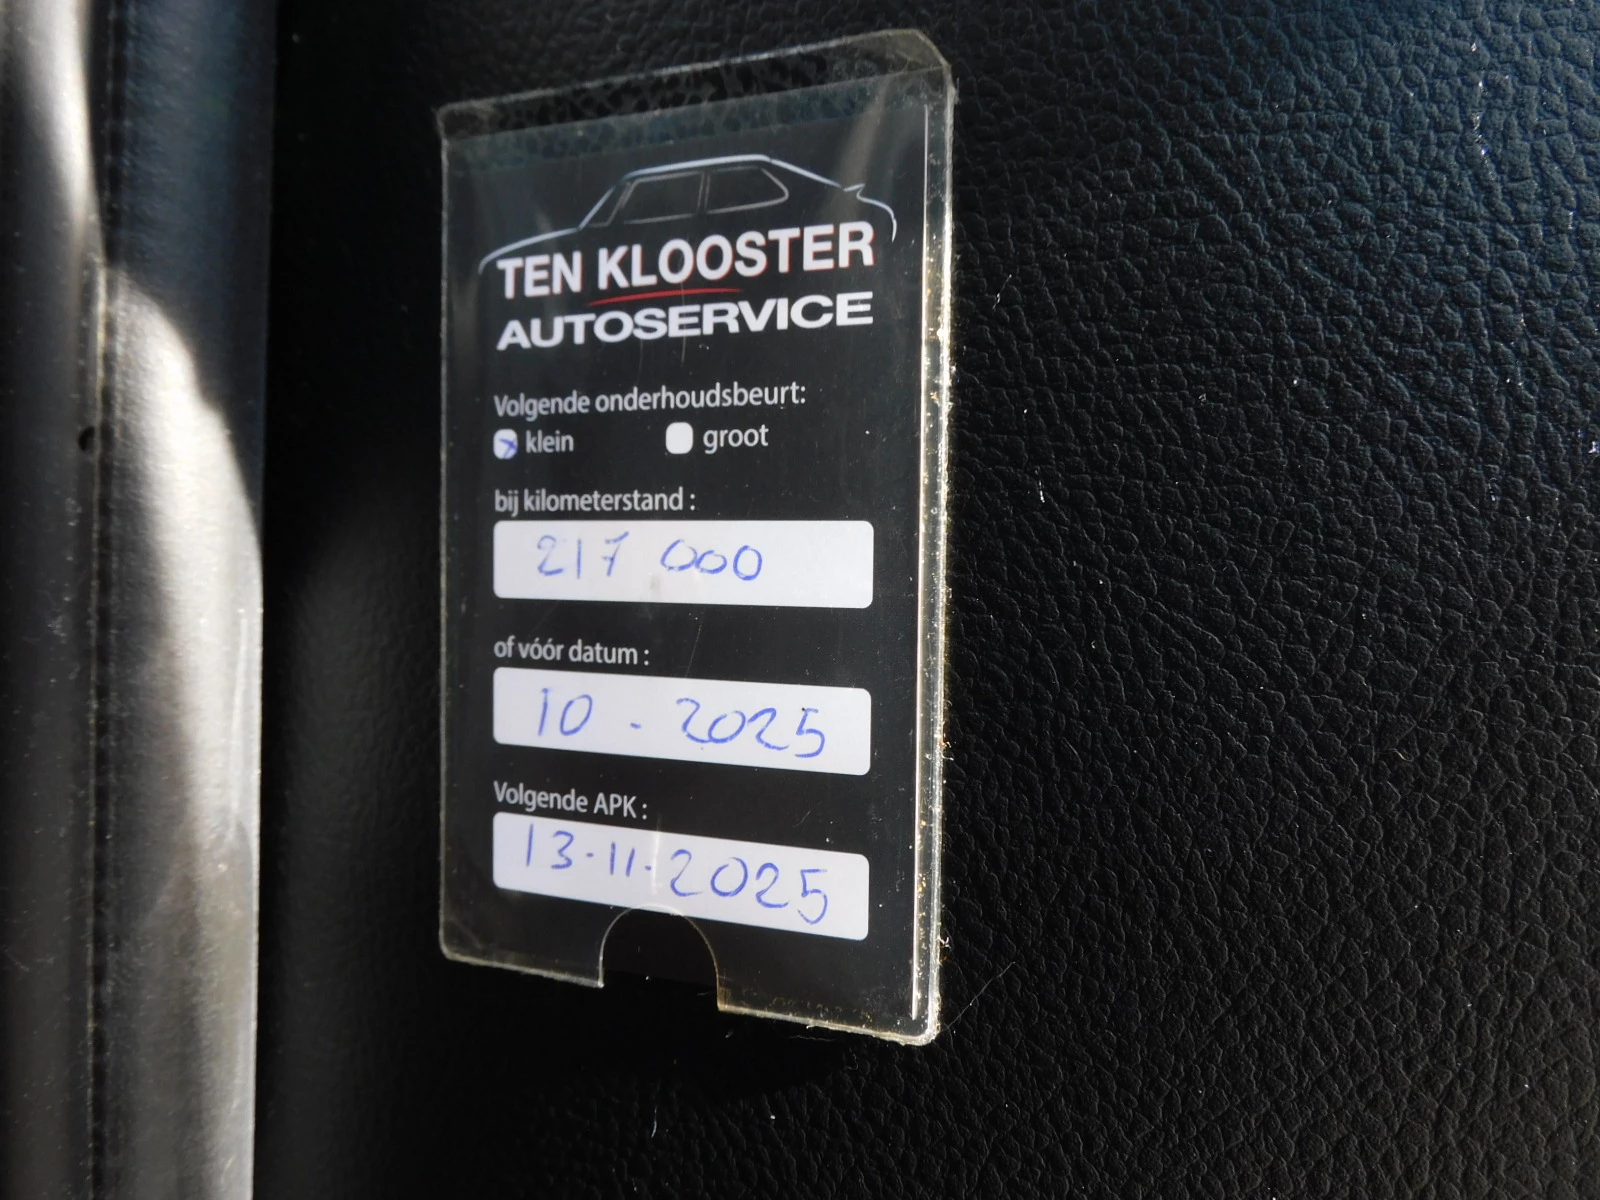 TEN KLOOSTER
AUTOSERVICE
Volgende onderhoudsbeurt:
klein groot
bij kilometerstand :
217 000
of vóór datum :
10 - 2025
Volgende APK :
13-11-2025